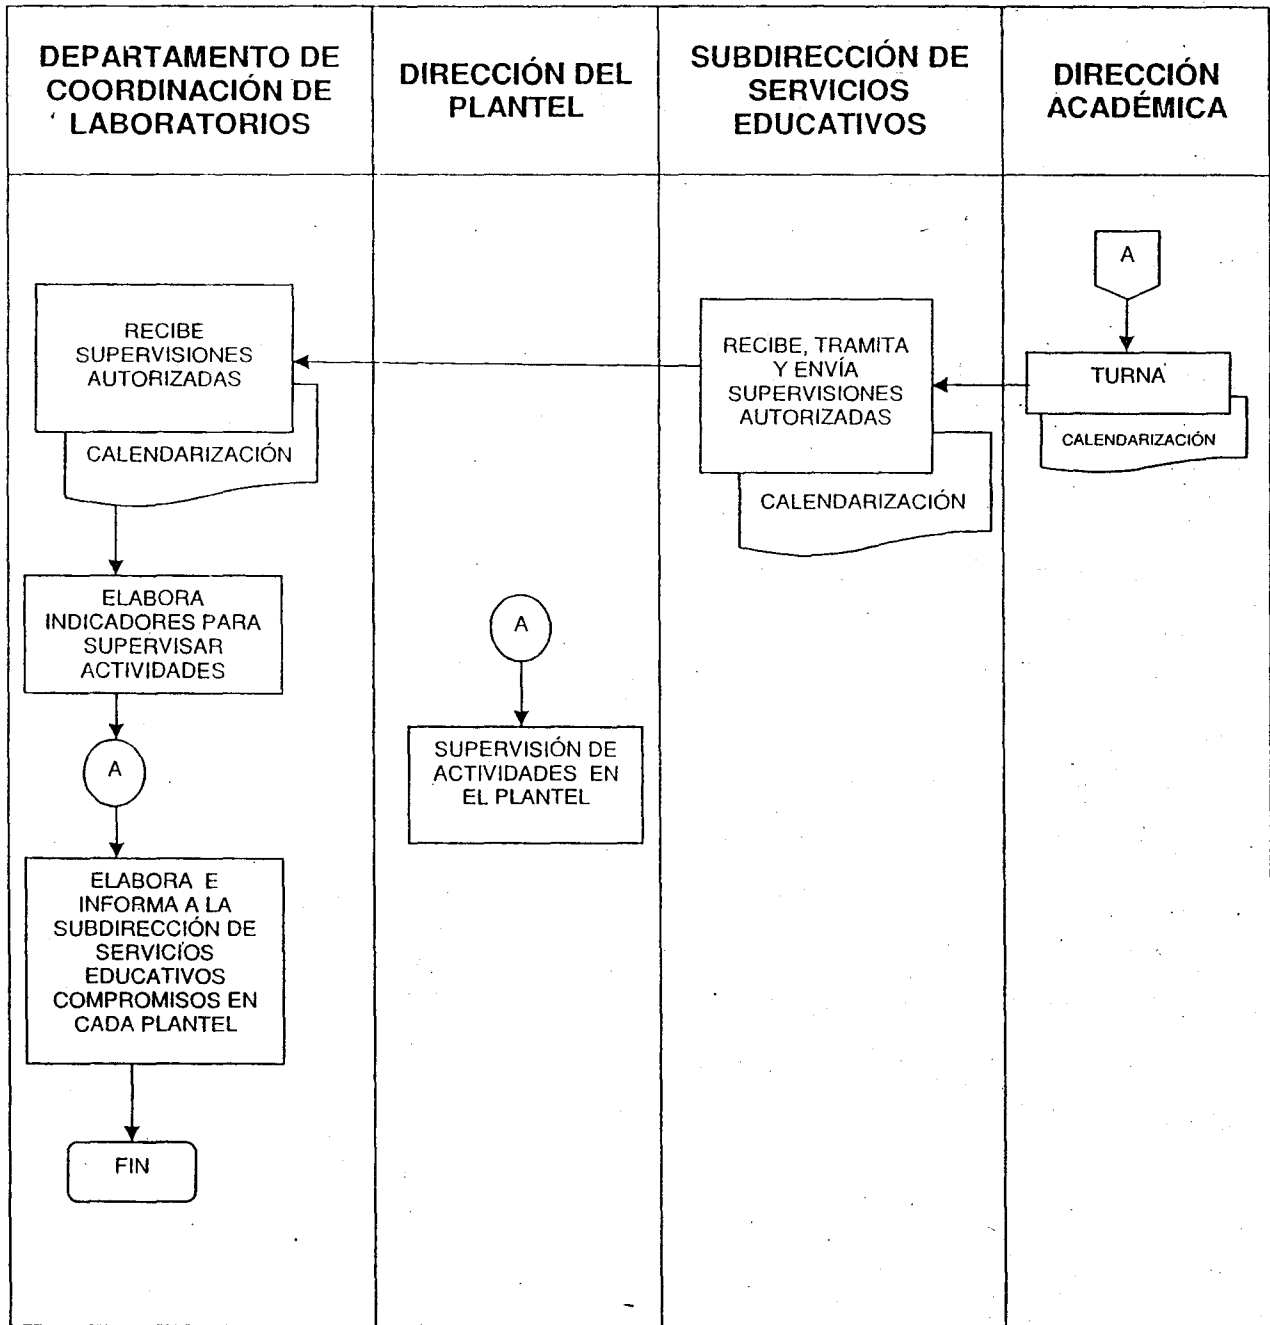 DEPARTAMENTO DE
COORDINACIÓN DE
LABORATORIOS
DIRECCIÓN DEL
PLANTEL
SUBDIRECCIÓN DE
SERVICIOS
EDUCATIVOS
DIRECCIÓN
ACADÉMICA
A
TURNA
CALENDARIZACIÓN
RECIBE, TRAMITA
Y ENVÍA
SUPERVISIONES
AUTORIZADAS
CALENDARIZACIÓN
RECIBE
SUPERVISIONES
AUTORIZADAS
CALENDARIZACIÓN
ELABORA
INDICADORES PARA
SUPERVISAR
ACTIVIDADES
A
A
SUPERVISIÓN DE
ACTIVIDADES EN
EL PLANTEL
ELABORA E
INFORMA A LA
SUBDIRECCIÓN DE
SERVICIOS
EDUCATIVOS
COMPROMISOS EN
CADA PLANTEL
FIN